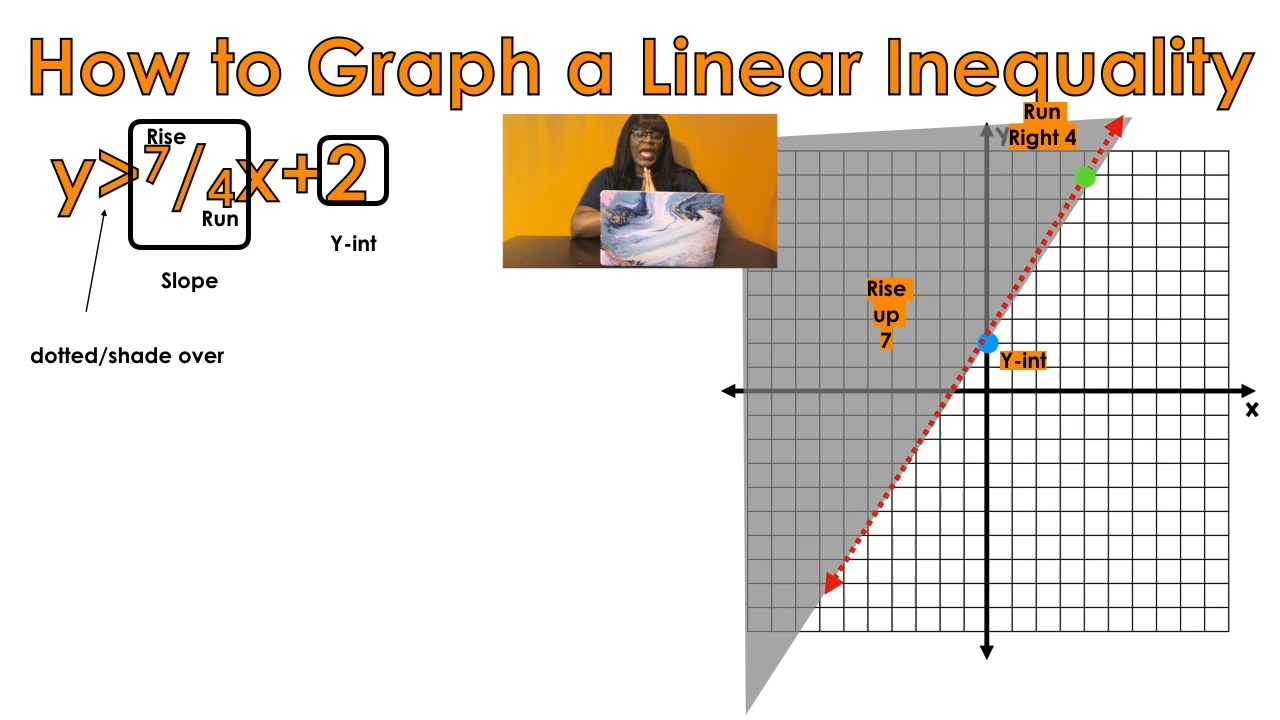 How to Graph a Linear Inequality
Rise
y>7/4x+2
Run
Y-int
Slope
dotted/shade over
Run
Right 4
y
Rise
up
7
Y-int
x